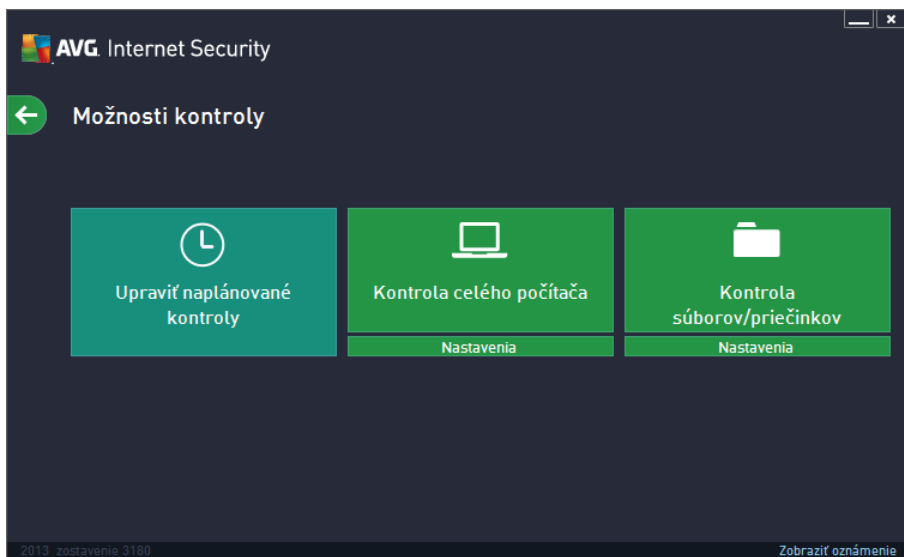 AVG. Internet Security
Možnosti kontroly
Upraviť naplánované
kontroly
Kontrola celého počítača
Nastavenia
Kontrola
súborov/priečinkov
Nastavenia
2013 zostavenie 3180
Zobraziť oznámenie